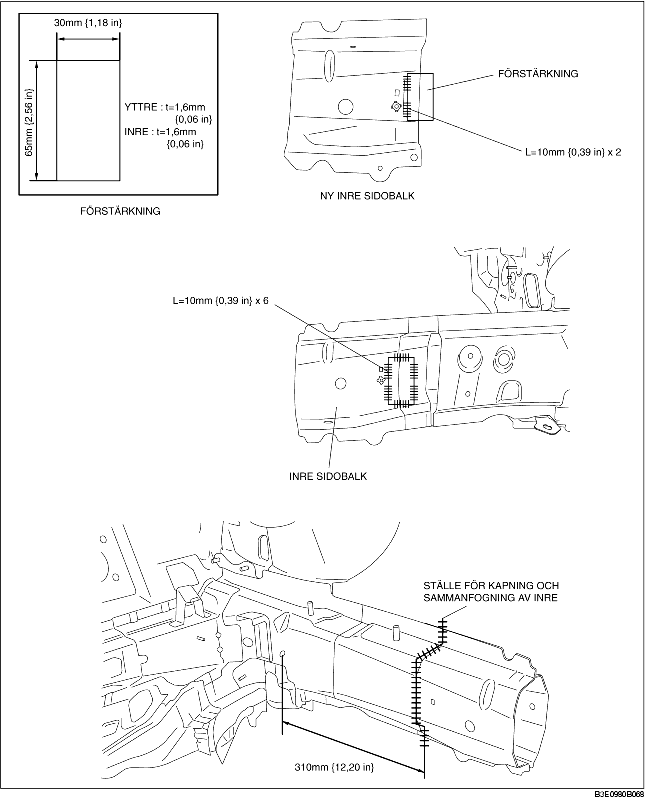 30mm {1,18 in}
65mm {2.56 in}
YTTRE : t=1,6mm
{0,06 in}
INRE : t=1,6mm
{0,06 in}
FÖRSTÄRKNING
FÖRSTÄRKNING
L=10mm {0,39 in} x 2
NY INRE SIDOBALK
L=10mm {0,39 in} x 6
INRE SIDOBALK
STÄLLE FÖR KAPNING OCH
SAMMANFOGNING AV INRE
310mm {12,20 in}
B3E0980B068